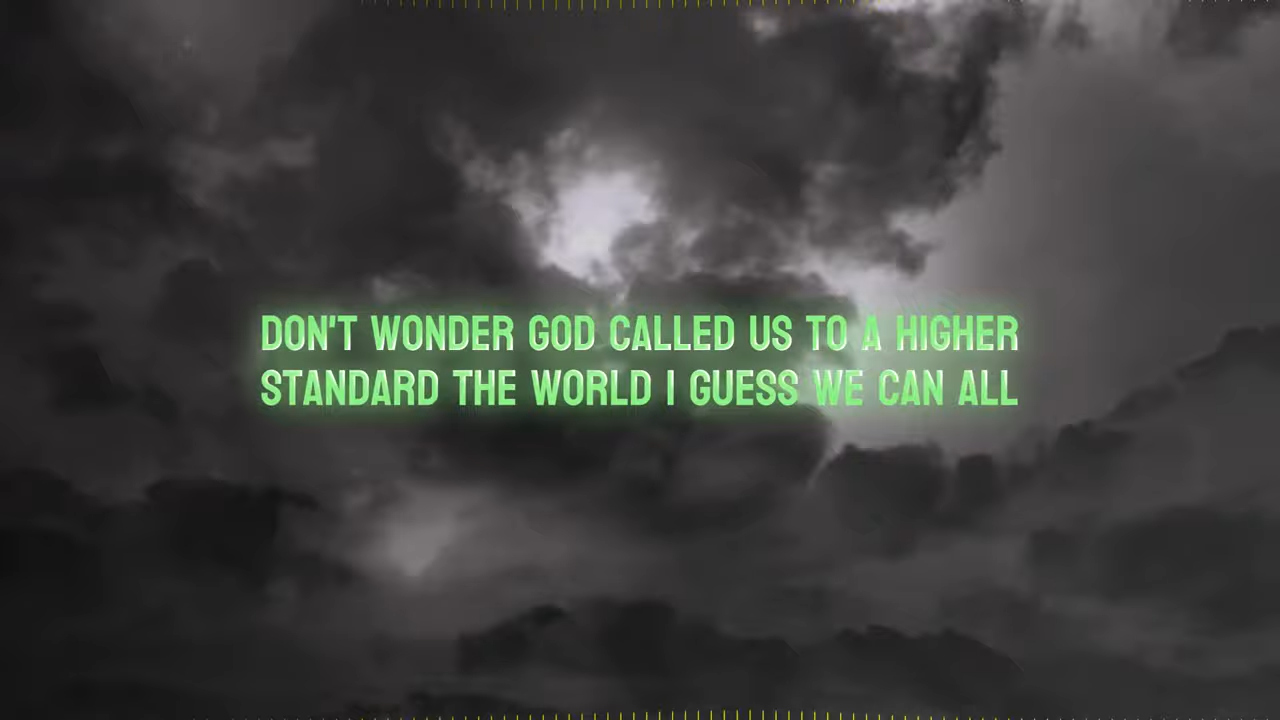 DON'T WONDER GOD CALLED US TO A HIGHER
STANDARD THE WORLD I GUESS WE CAN ALL